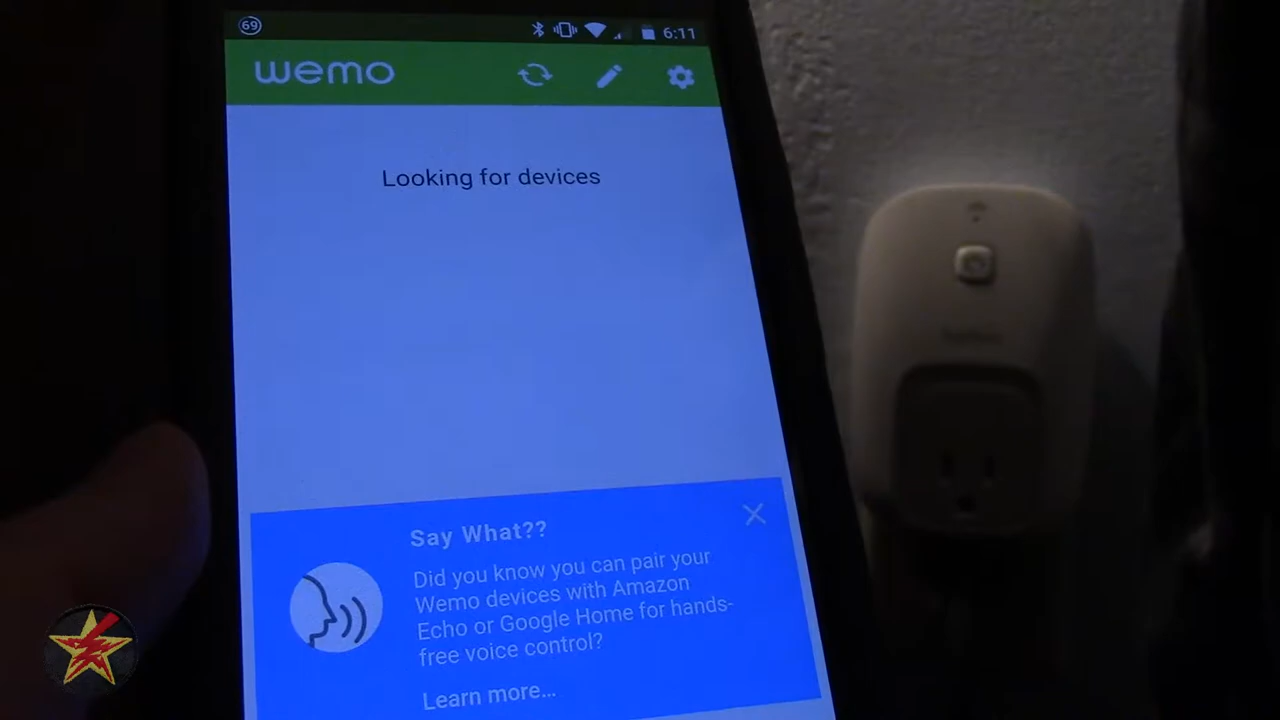 69 6:11
wemo
Looking for devices
Say What??
Did you know you can pair your
Wemo devices with Amazon
Echo or Google Home for hands-
free voice control?
Learn more...